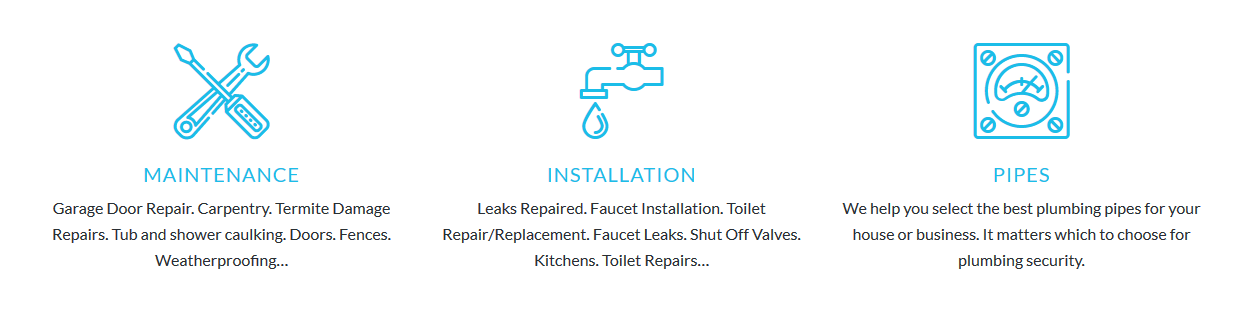 MAINTENANCE
Garage Door Repair. Carpentry. Termite Damage
Repairs. Tub and shower caulking. Doors. Fences.
Weatherproofing...
INSTALLATION
Leaks Repaired. Faucet Installation. Toilet
Repair/Replacement. Faucet Leaks. Shut Off Valves.
Kitchens. Toilet Repairs...
PIPES
We help you select the best plumbing pipes for your
house or business. It matters which to choose for
plumbing security.